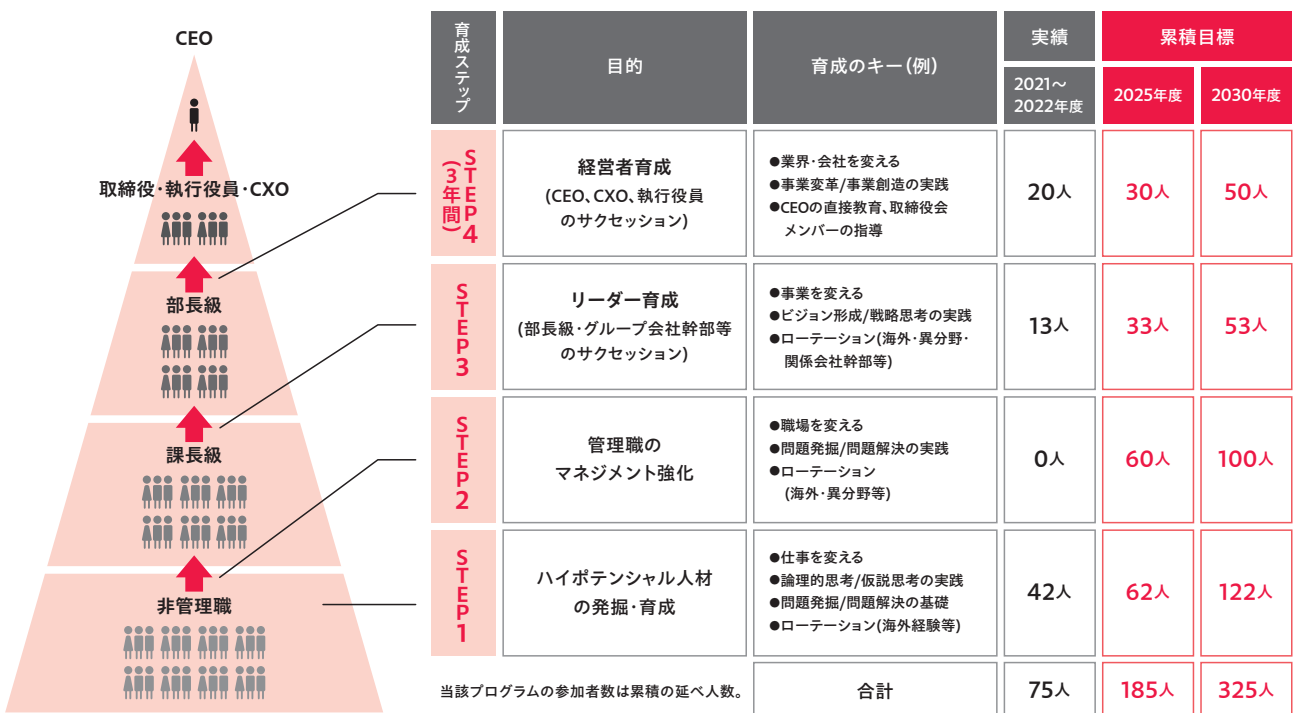 CEO
取締役・執行役員・CXO
部長級
課長級
非管理職
育成ステップ
目的
育成のキー（例）
実績
累積目標
2021～
2022年度
2025年度
2030年度
STEP4
(3年間)
経営者育成
(CEO、CXO、執行役員
のサクセッション)
●業界・会社を変える
●事業変革/事業創造の実践
●CEOの直接教育、取締役会
メンバーの指導
20人
30人
50人
STEP3
リーダー育成
(部長級・グループ会社幹部等
のサクセッション)
●事業を変える
●ビジョン形成/戦略思考の実践
●ローテーション(海外・異分野・
関係会社幹部等)
13人
33人
53人
STEP2
管理職の
マネジメント強化
●職場を変える
●問題発掘/問題解決の実践
●ローテーション
(海外・異分野等)
0人
60人
100人
STEP1
ハイポテンシャル人材
の発掘・育成
●仕事を変える
●論理的思考/仮説思考の実践
●問題発掘/問題解決の基礎
●ローテーション(海外経験等)
42人
62人
122人
当該プログラムの参加者数は累積の延べ人数。
合計
75人
185人
325人